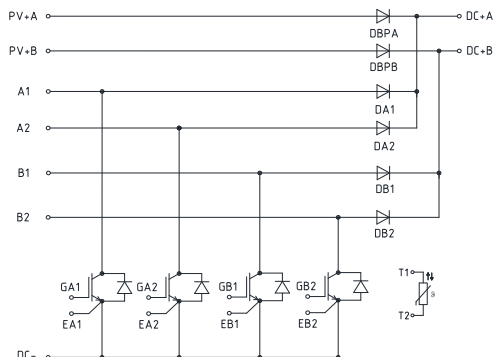 PV+A
DC+A
DBPA
PV+B
DC+B
DBPB
A1
DA1
A2
DA2
B1
DB1
B2
DB2
GA1
GA2
GB1
GB2
T1
EA1
EA2
EB1
EB2
T2
DC-